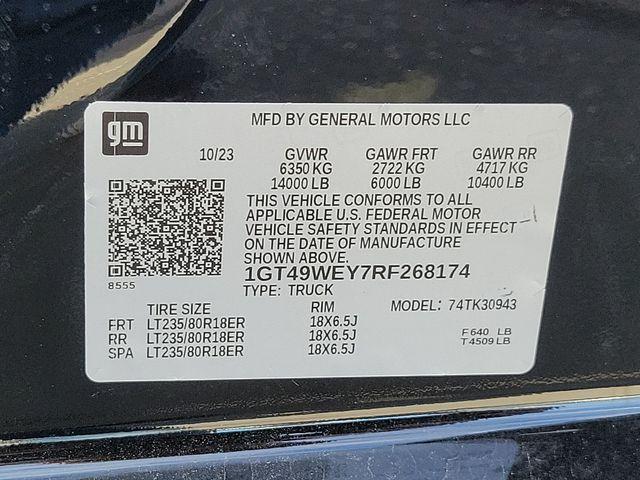 gm
MFD BY GENERAL MOTORS LLC
10/23 GVWR GAWR FRT GAWR RR
6350 KG 2722 KG 4717 KG
14000 LB 6000 LB 10400 LB
THIS VEHICLE CONFORMS TO ALL
APPLICABLE U.S. FEDERAL MOTOR
VEHICLE SAFETY STANDARDS IN EFFECT
ON THE DATE OF MANUFACTURE
SHOWN ABOVE.
1GT49WEY7RF268174
8555
TYPE: TRUCK
TIRE SIZE RIM MODEL: 74TK30943
FRT LT235/80R18ER 18X6.5J
RR LT235/80R18ER 18X6.5J
SPA LT235/80R18ER 18X6.5J
F 640 LB
T 4509 LB